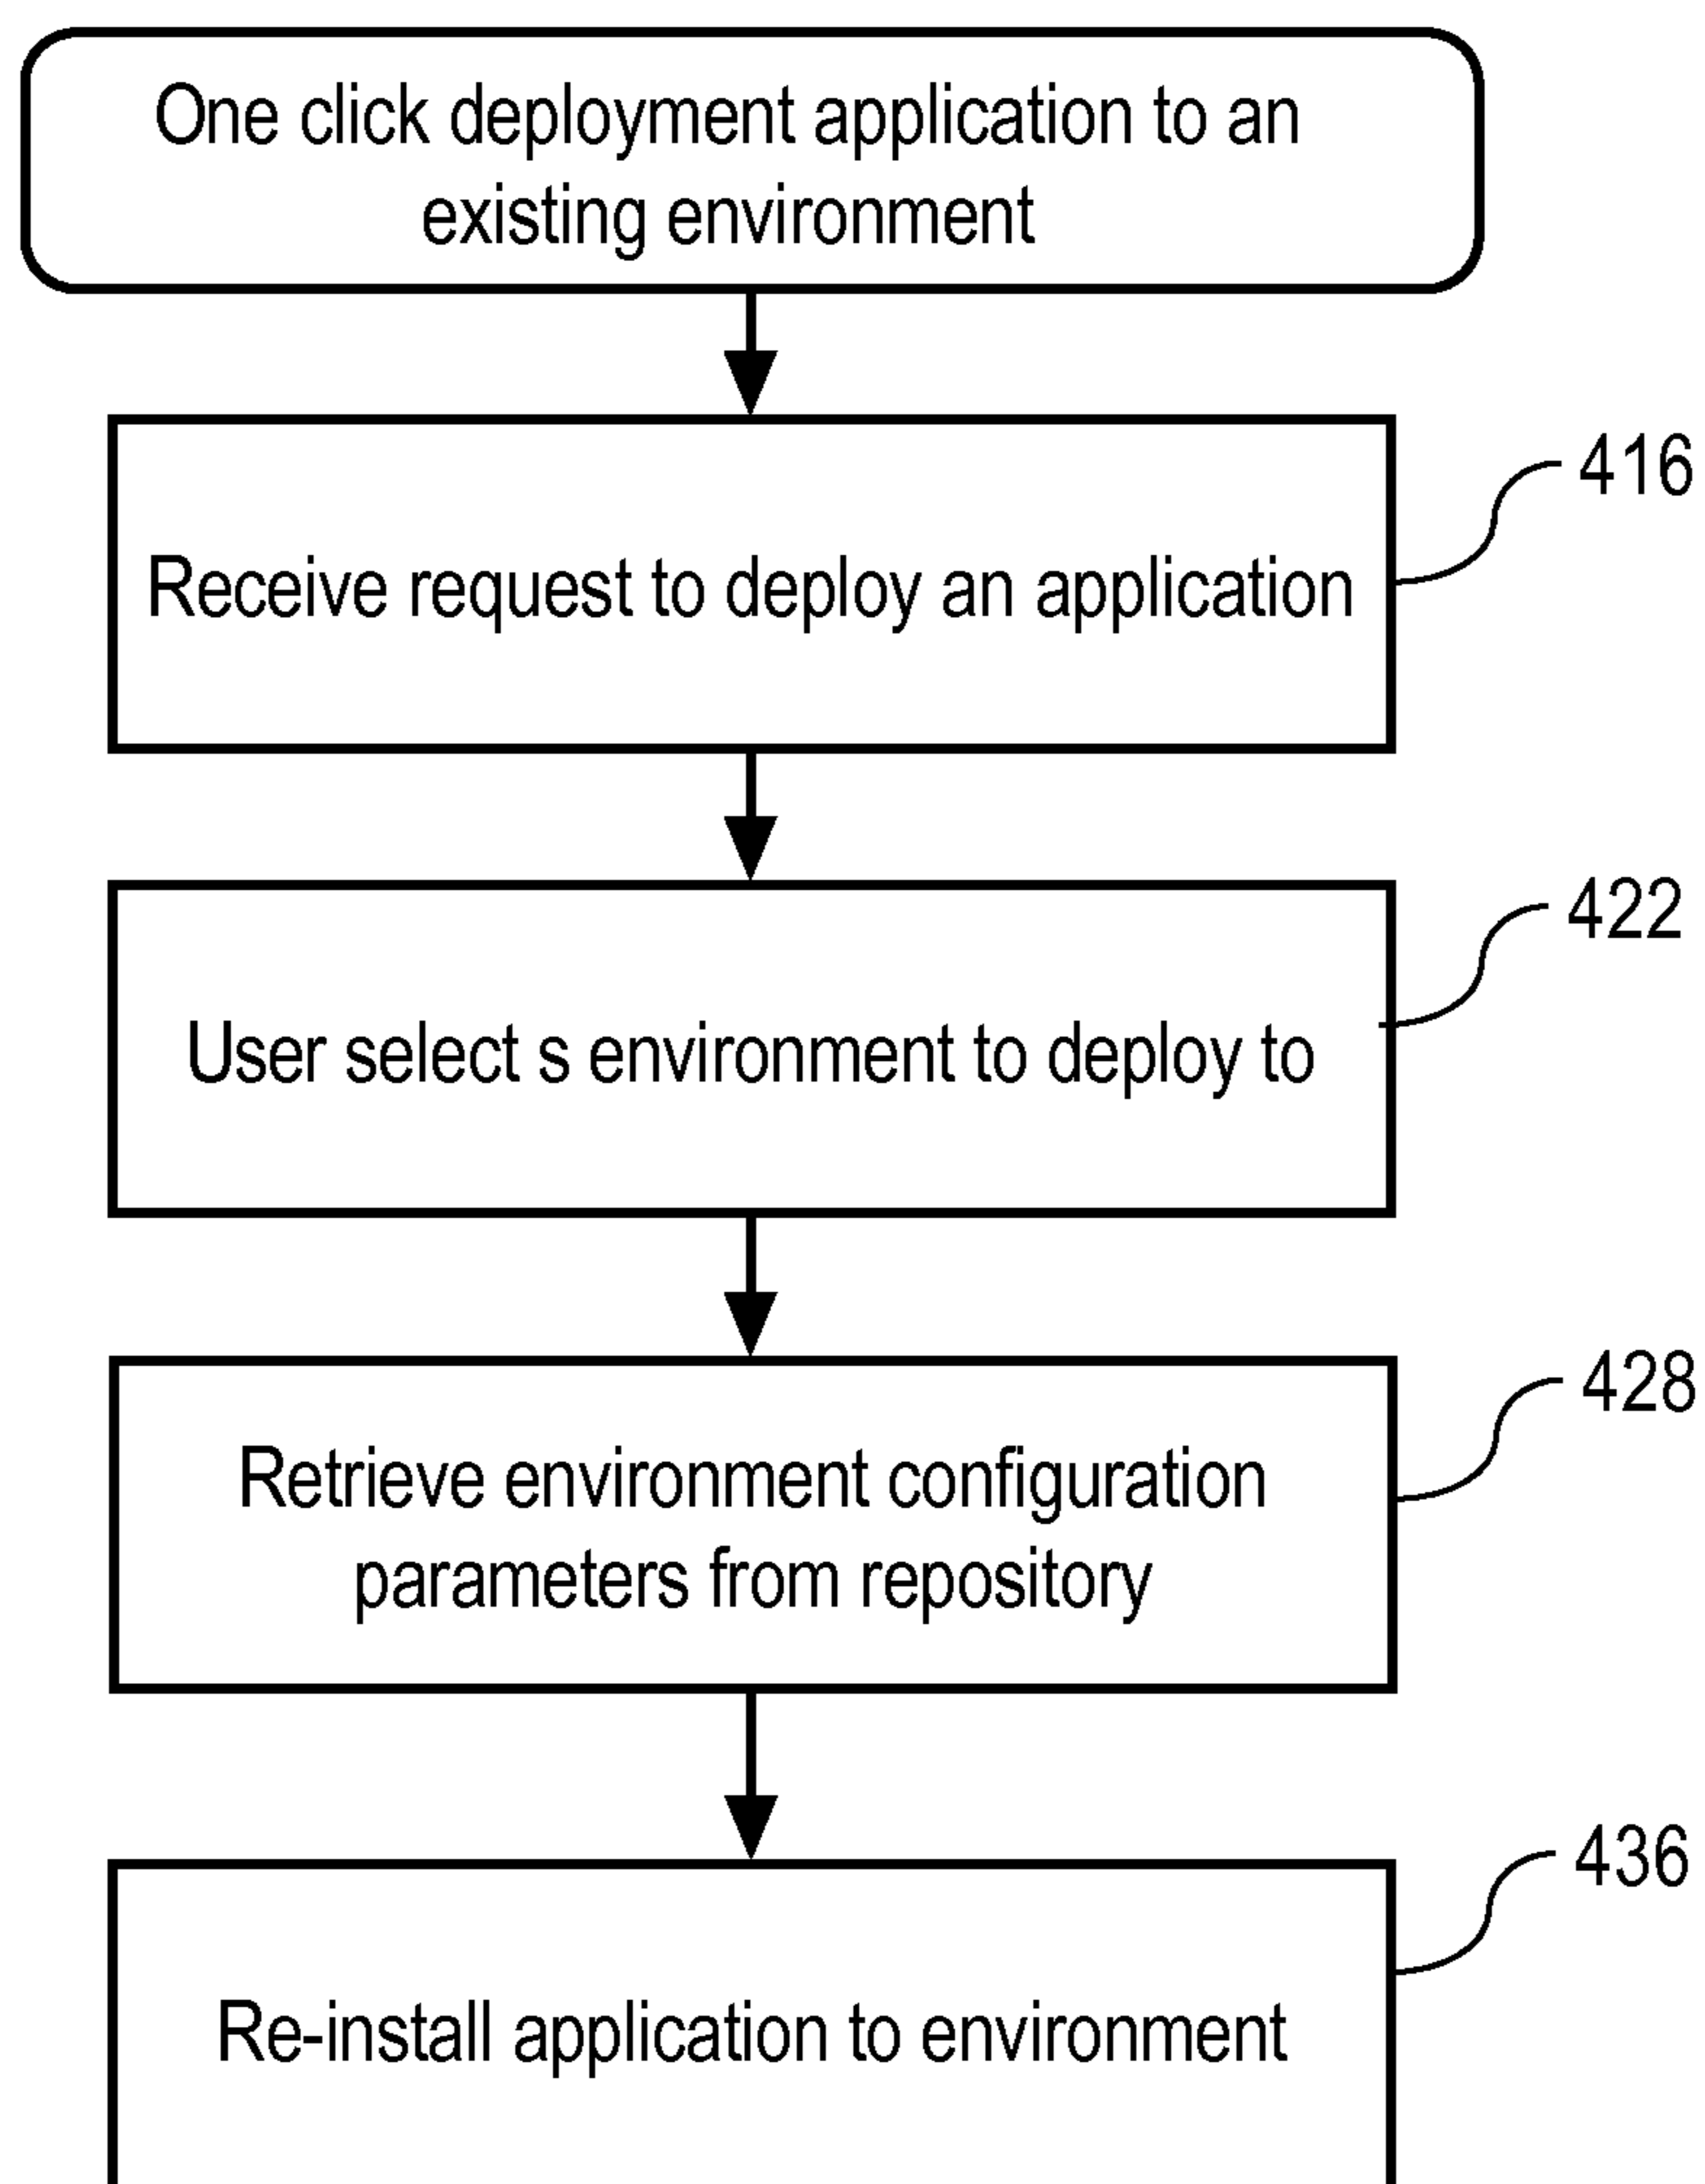 One click deployment application to an
existing environment
416
Receive request to deploy an application
422
User select s environment to deploy to
428
Retrieve environment configuration
parameters from repository
436
Re-install application to environment